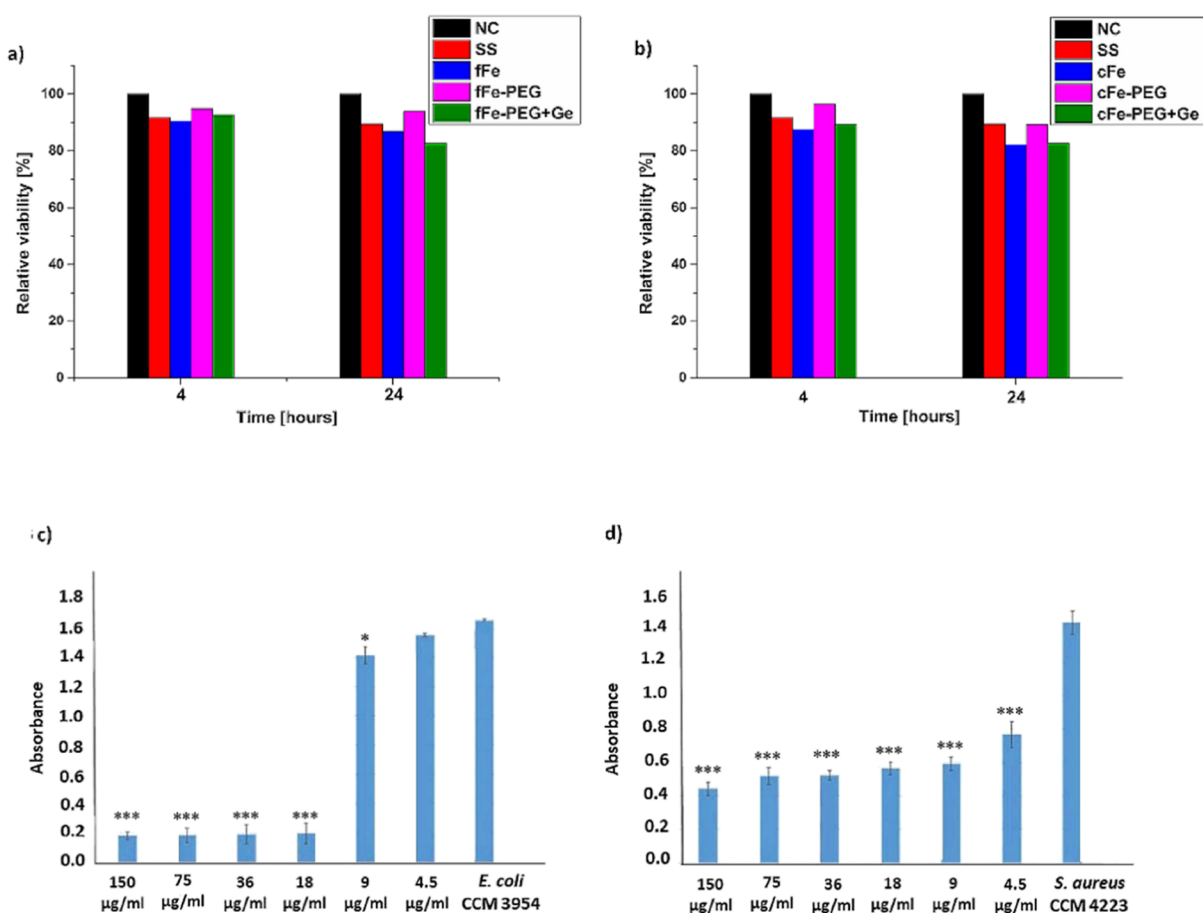 a)
NC
SS
fFe
fFe-PEG
fFe-PEG+Ge
Relative viability [%]
100
80
60
40
20
0
4
24
Time [hours]
b)
NC
SS
cFe
cFe-PEG
cFe-PEG+Ge
Relative viability [%]
100
80
60
40
20
0
4
24
Time [hours]
c)
Absorbance
1.8
1.6
1.4
1.2
1.0
0.8
0.6
0.4
0.2
0.0
***
***
***
***
*
150 75 36 18 9 4.5 E. coli
µg/ml µg/ml µg/ml µg/ml µg/ml µg/ml CCM 3954
d)
Absorbance
1.6
1.4
1.2
1.0
0.8
0.6
0.4
0.2
0.0
***
***
***
***
***
***
150 75 36 18 9 4.5 S. aureus
µg/ml µg/ml µg/ml µg/ml µg/ml µg/ml CCM 4223